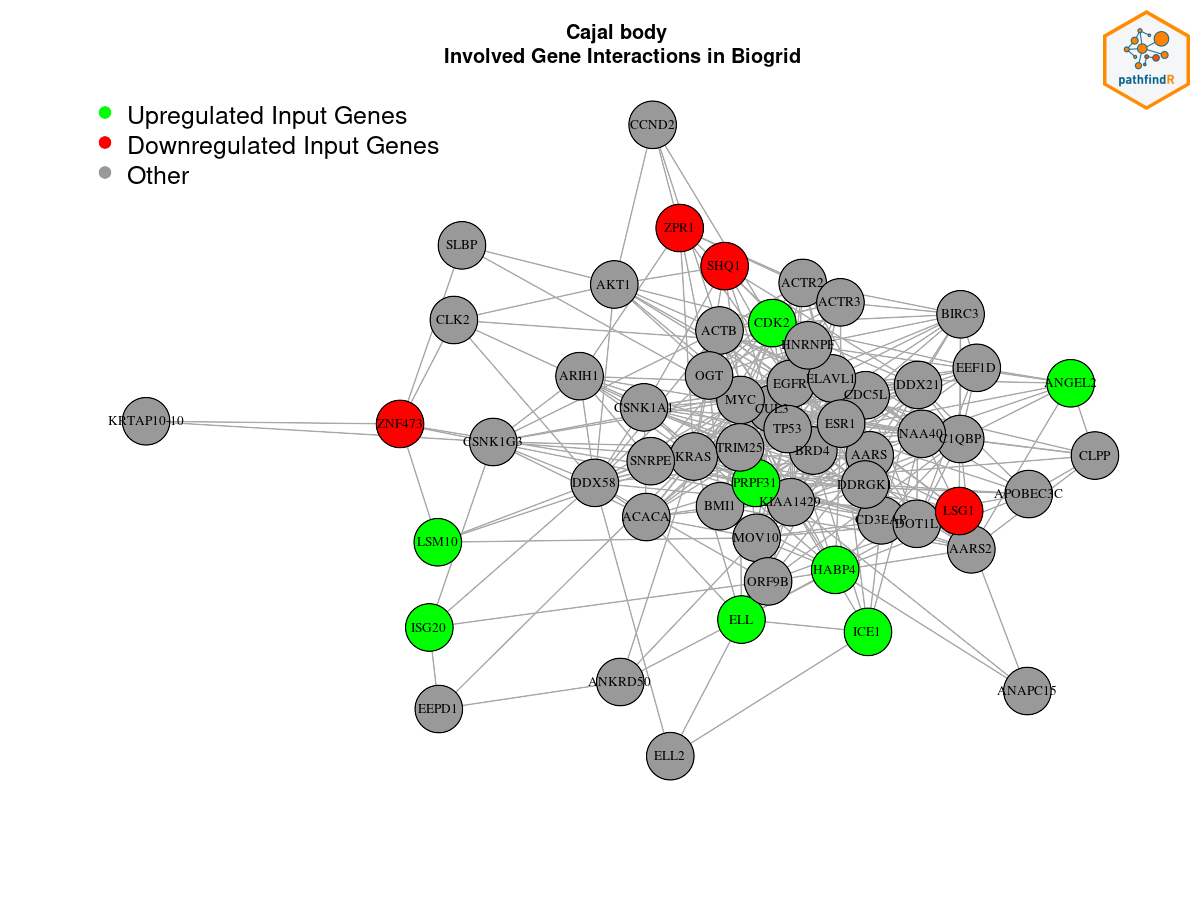 Cajal body
Involved Gene Interactions in Biogrid
pathfindR
Upregulated Input Genes
Downregulated Input Genes
Other
CCND2
ZPR1
SLBP
SHQ1
AKT1
ACTR2
ACTR3
BIRC3
CLK2
CDK2
ACTB
HNRNPF
EEF1D
ARIH1
OGT
EGFR
ELAVL1
DDX21
ANGEL2
CDC5L
MYC
CUL3
CSNK1A1
KRTAP10-10
ZNF473
ESR1
TP53
NAA40
C1QBP
CSNK1G3
TRIM25
BRD4
AARS
KRAS
SNRPE
CLPP
DDX58
PRPF31
DDRGK1
APOBEC3C
KIAA1429
BMI1
LSG1
ACACA
CD3EAP
DOT1L
MOV10
LSM10
AARS2
HABP4
ORF9B
ELL
ISG20
ICE1
ANKRD50
ANAPC15
EEPD1
ELL2